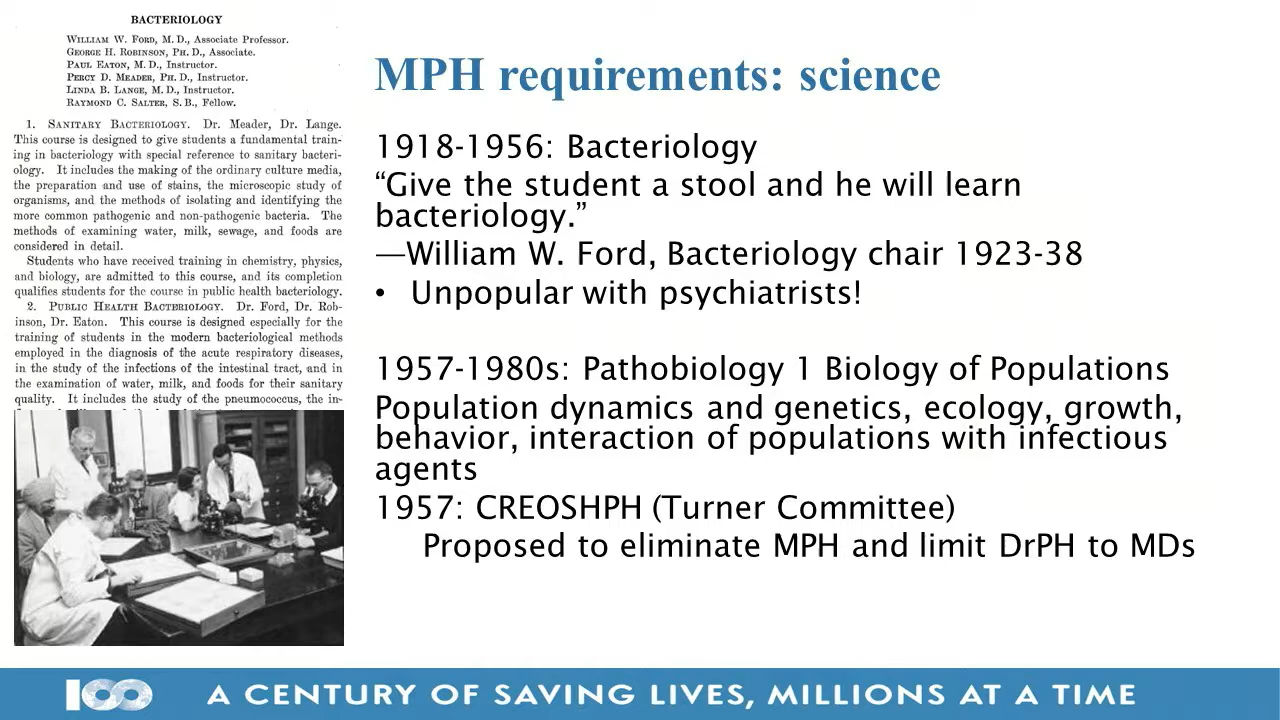 BACTERIOLOGY
WILLIAM W. FORD, M. D., Associate Professor.
GEORGE H. ROBINSON, PH. D., Associate.
PAUL EATON, M. D., Instructor.
PERCY D. MEADER, PH. D., Instructor.
LINDA B. LANGE, M. D., Instructor.
RAYMOND C. SALTER, S. B., Fellow.
1. SANITARY BACTERIOLOGY. Dr. Meader, Dr. Lange.
This course is designed to give students a fundamental train-
ing in bacteriology with special reference to sanitary bacteri-
ology. It includes the making of the ordinary culture media,
the preparation and use of stains, the microscopic study of
organisms, and the methods of isolating and identifying the
more common pathogenic and non-pathogenic bacteria. The
methods of examining water, milk, sewage, and foods are
considered in detail.
Students who have received training in chemistry, physics,
and biology, are admitted to this course, and its completion
qualifies students for the course in public health bacteriology.
2. PUBLIC HEALTH BACTERIOLOGY. Dr. Ford, Dr. Rob-
inson, Dr. Eaton. This course is designed especially for the
training of students in the modern bacteriological methods
employed in the diagnosis of the acute respiratory diseases,
in the study of the infections of the intestinal tract, and in
the examination of water, milk, and foods for their sanitary
quality. It includes the study of the pneumococcus, the in-
MPH requirements: science
1918-1956: Bacteriology
“Give the student a stool and he will learn
bacteriology.”
—William W. Ford, Bacteriology chair 1923-38
• Unpopular with psychiatrists!
1957-1980s: Pathobiology 1 Biology of Populations
Population dynamics and genetics, ecology, growth,
behavior, interaction of populations with infectious
agents
1957: CREOSHPH (Turner Committee)
Proposed to eliminate MPH and limit DrPH to MDs
100 A CENTURY OF SAVING LIVES, MILLIONS AT A TIME